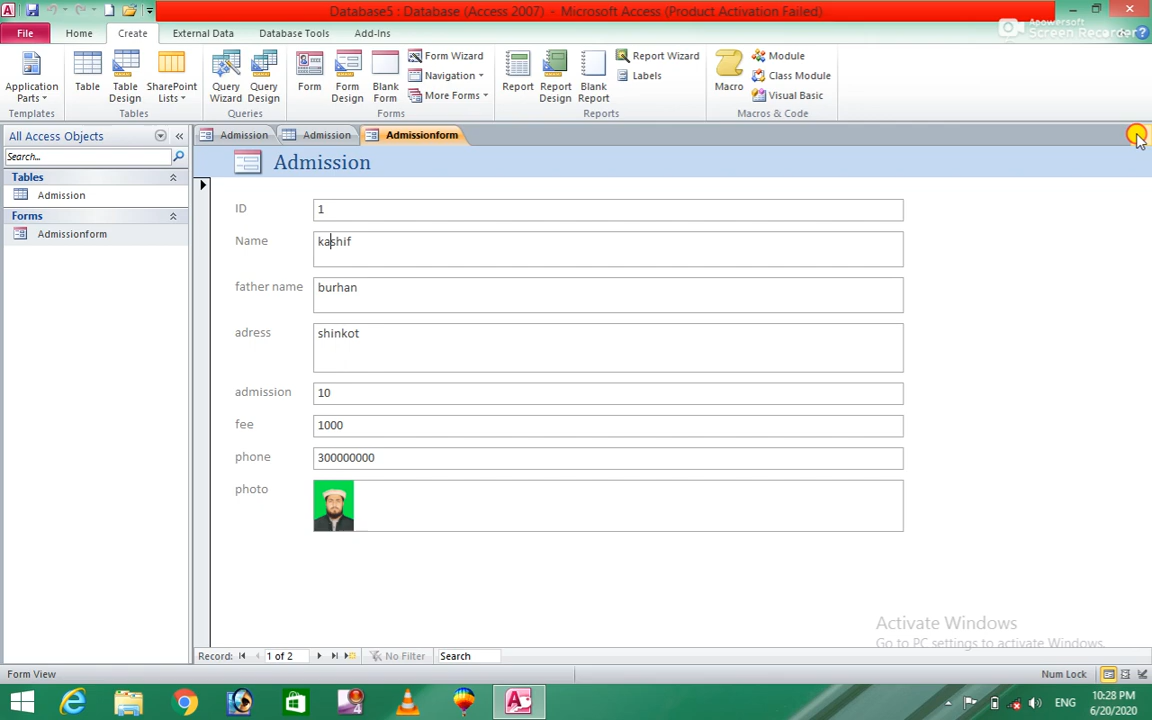 Database5 : Database (Access 2007) - Microsoft Access (Product Activation Failed)
Apowersoft
Screen Recorder
File Home Create External Data Database Tools Add-Ins
Application Parts Table Table Design SharePoint Lists Query Wizard Query Design Form Form Design Blank Form Form Wizard Navigation More Forms Report Report Design Blank Report Report Wizard Labels Macro Module Class Module Visual Basic
Templates Tables Queries Forms Reports Macros & Code
All Access Objects « Admission Admission Admissionform
Search...
Admission
Tables
Admission
Forms
Admissionform
ID 1
Name kashif
father name burhan
adress shinkot
admission 10
fee 1000
phone 300000000
photo
Activate Windows
Go to PC settings to activate Windows.
Record: 1 of 2 No Filter Search
Form View Num Lock
ENG 10:28 PM
6/20/2020